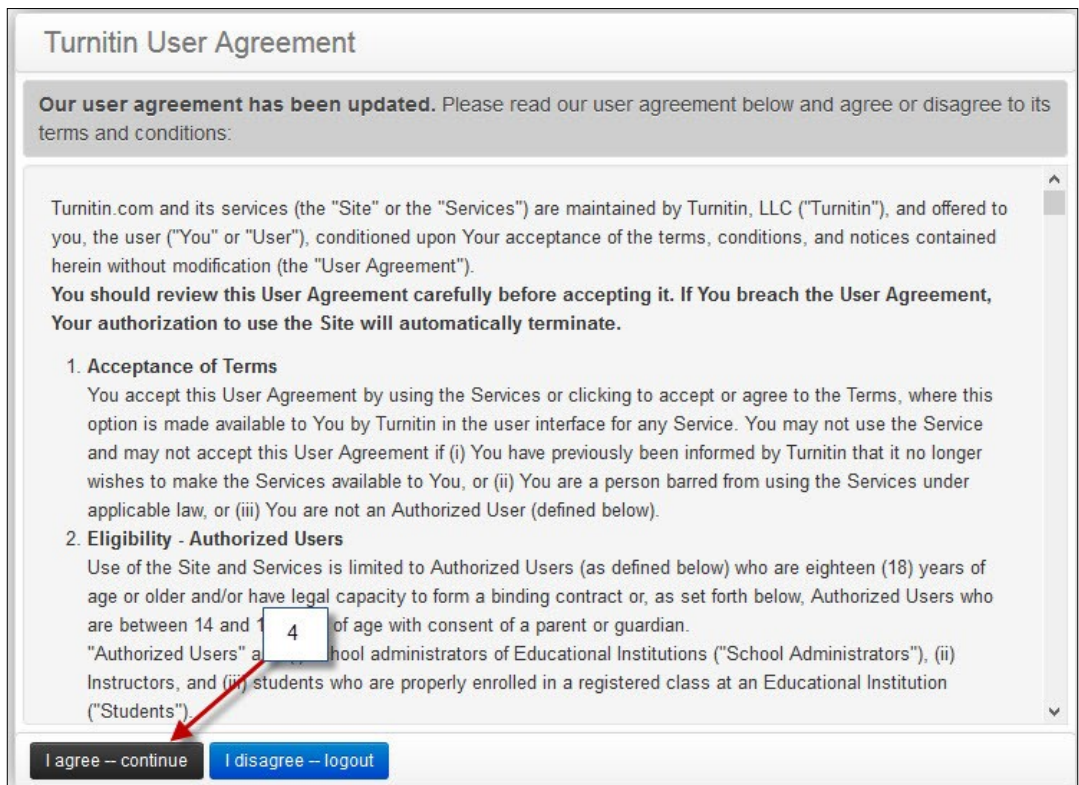 Turnitin User Agreement
Our user agreement has been updated. Please read our user agreement below and agree or disagree to its
terms and conditions:
Turnitin.com and its services (the "Site" or the "Services") are maintained by Turnitin, LLC ("Turnitin"), and offered to
you, the user ("You" or "User"), conditioned upon Your acceptance of the terms, conditions, and notices contained
herein without modification (the "User Agreement").
You should review this User Agreement carefully before accepting it. If You breach the User Agreement,
Your authorization to use the Site will automatically terminate.
1. Acceptance of Terms
You accept this User Agreement by using the Services or clicking to accept or agree to the Terms, where this
option is made available to You by Turnitin in the user interface for any Service. You may not use the Service
and may not accept this User Agreement if (i) You have previously been informed by Turnitin that it no longer
wishes to make the Services available to You, or (ii) You are a person barred from using the Services under
applicable law, or (iii) You are not an Authorized User (defined below).
2. Eligibility - Authorized Users
Use of the Site and Services is limited to Authorized Users (as defined below) who are eighteen (18) years of
age or older and/or have legal capacity to form a binding contract or, as set forth below, Authorized Users who
are between 14 and of age with consent of a parent or guardian.
4
"Authorized Users" administrators of Educational Institutions ("School Administrators"), (ii)
Instructors, and (iii) students who are properly enrolled in a registered class at an Educational Institution
("Students").
I agree -- continue I disagree -- logout